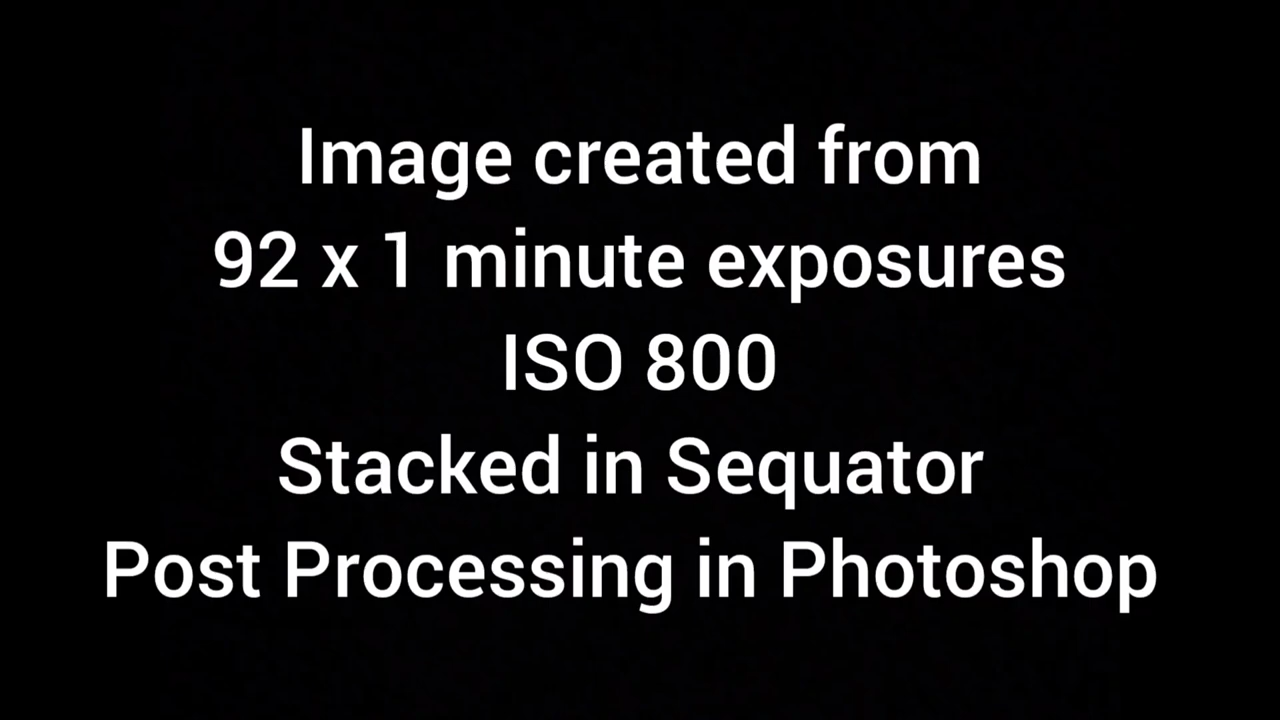 Image created from
92 x 1 minute exposures
ISO 800
Stacked in Sequator
Post Processing in Photoshop